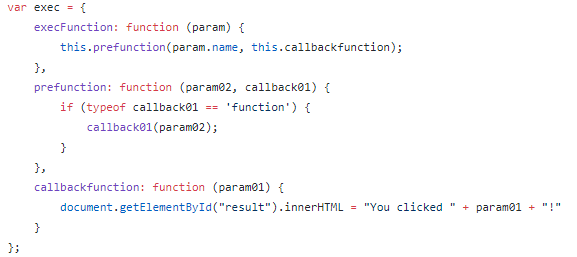 var exec = {
    execFunction: function (param) {
        this.prefunction(param.name, this.callbackfunction);
    },
    prefunction: function (param02, callback01) {
        if (typeof callback01 == 'function') {
            callback01(param02);
        }
    },
    callbackfunction: function (param01) {
        document.getElementById("result").innerHTML = "You clicked " + param01 + "!"
    }
};